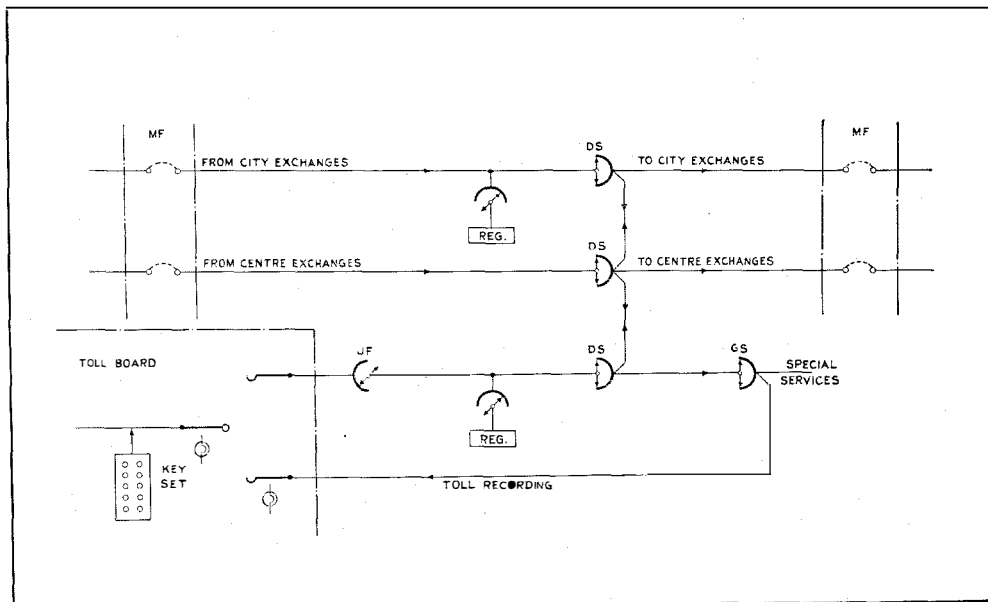 MF
DS
MF
FROM CITY EXCHANGES
TO CITY EXCHANGES
REG.
DS
FROM CENTRE EXCHANGES
TO CENTRE EXCHANGES
TOLL BOARD
JF
DS
GS
SPECIAL
SERVICES
REG.
KEY
SET
TOLL RECORDING